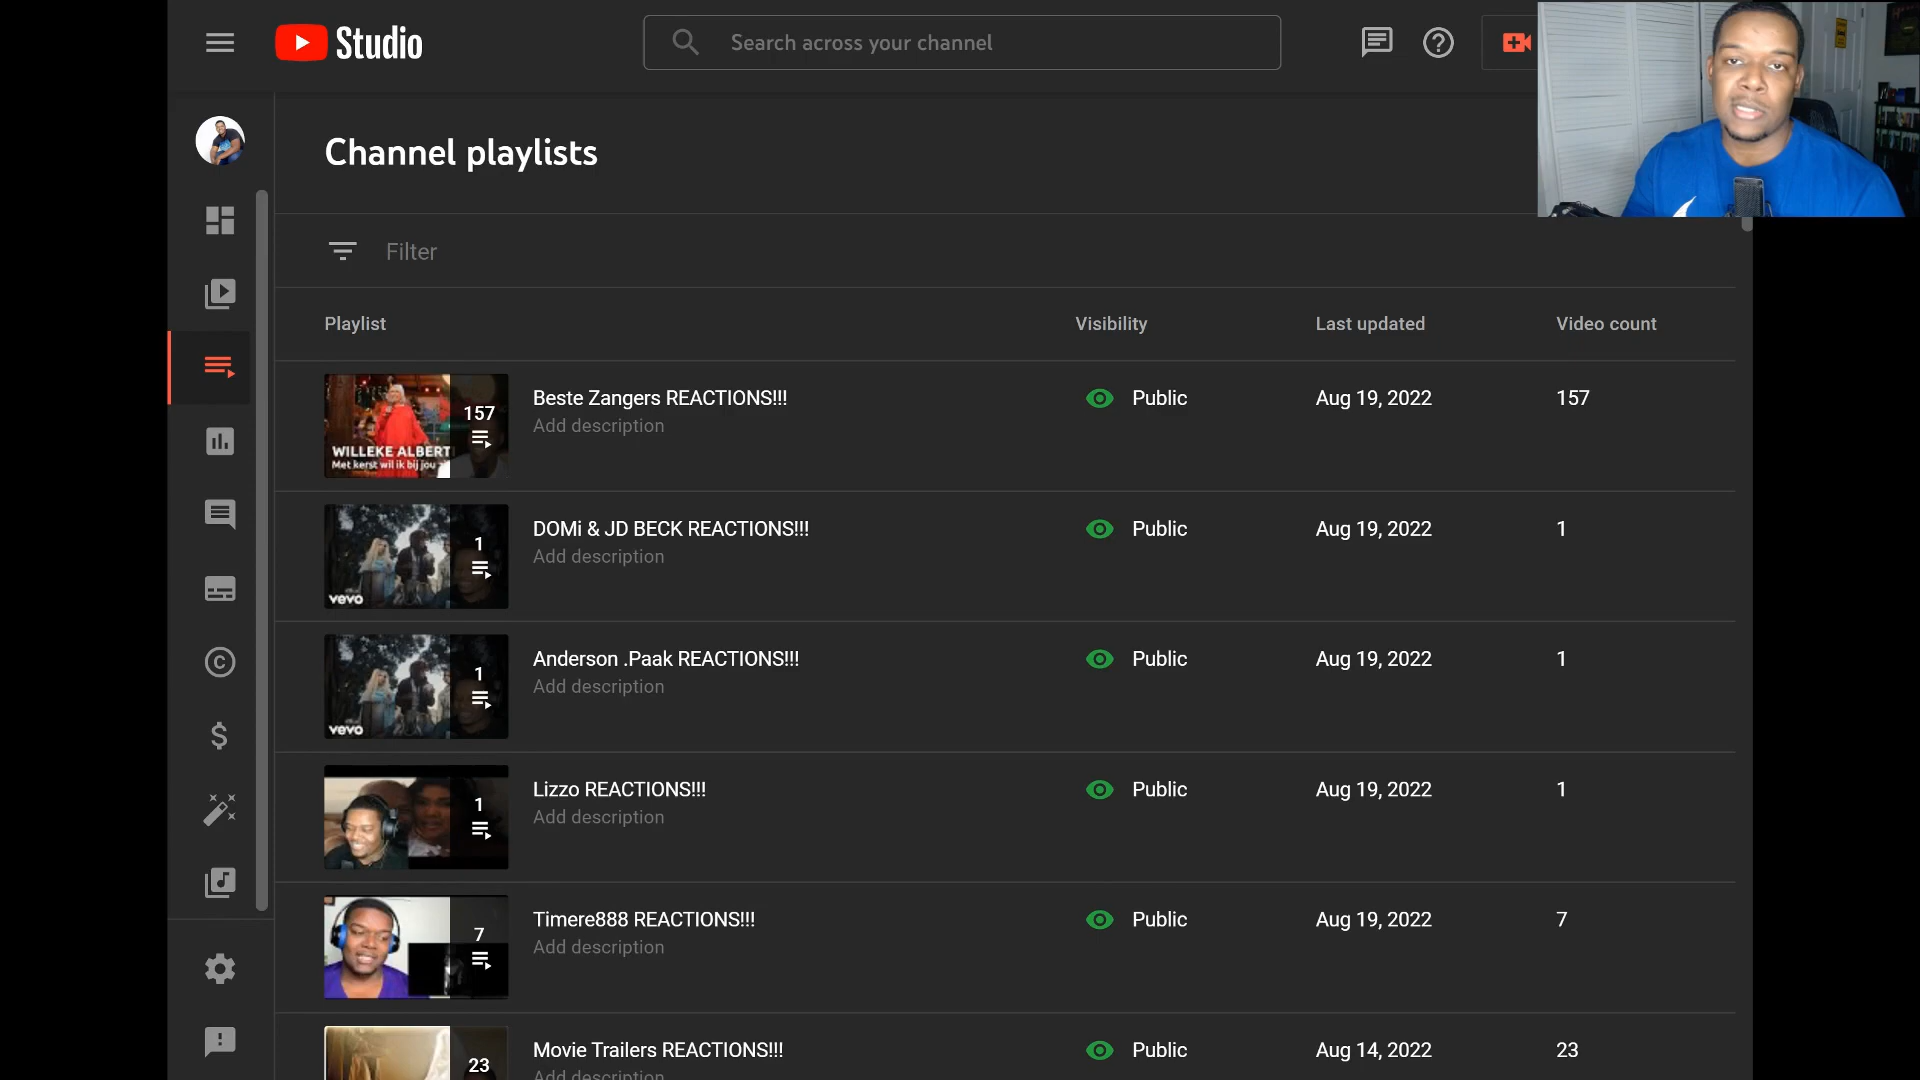 Studio
Search across your channel
Channel playlists
Filter
Playlist
Visibility
Last updated
Video count
157
WILLEKE ALBERT
Met kerst wil ik bij jou
Beste Zangers REACTIONS!!!
Add description
Public
Aug 19, 2022
157
1
vevo
DOMi & JD BECK REACTIONS!!!
Add description
Public
Aug 19, 2022
1
1
vevo
Anderson .Paak REACTIONS!!!
Add description
Public
Aug 19, 2022
1
1
Lizzo REACTIONS!!!
Add description
Public
Aug 19, 2022
1
7
Timere888 REACTIONS!!!
Add description
Public
Aug 19, 2022
7
23
Movie Trailers REACTIONS!!!
Add description
Public
Aug 14, 2022
23